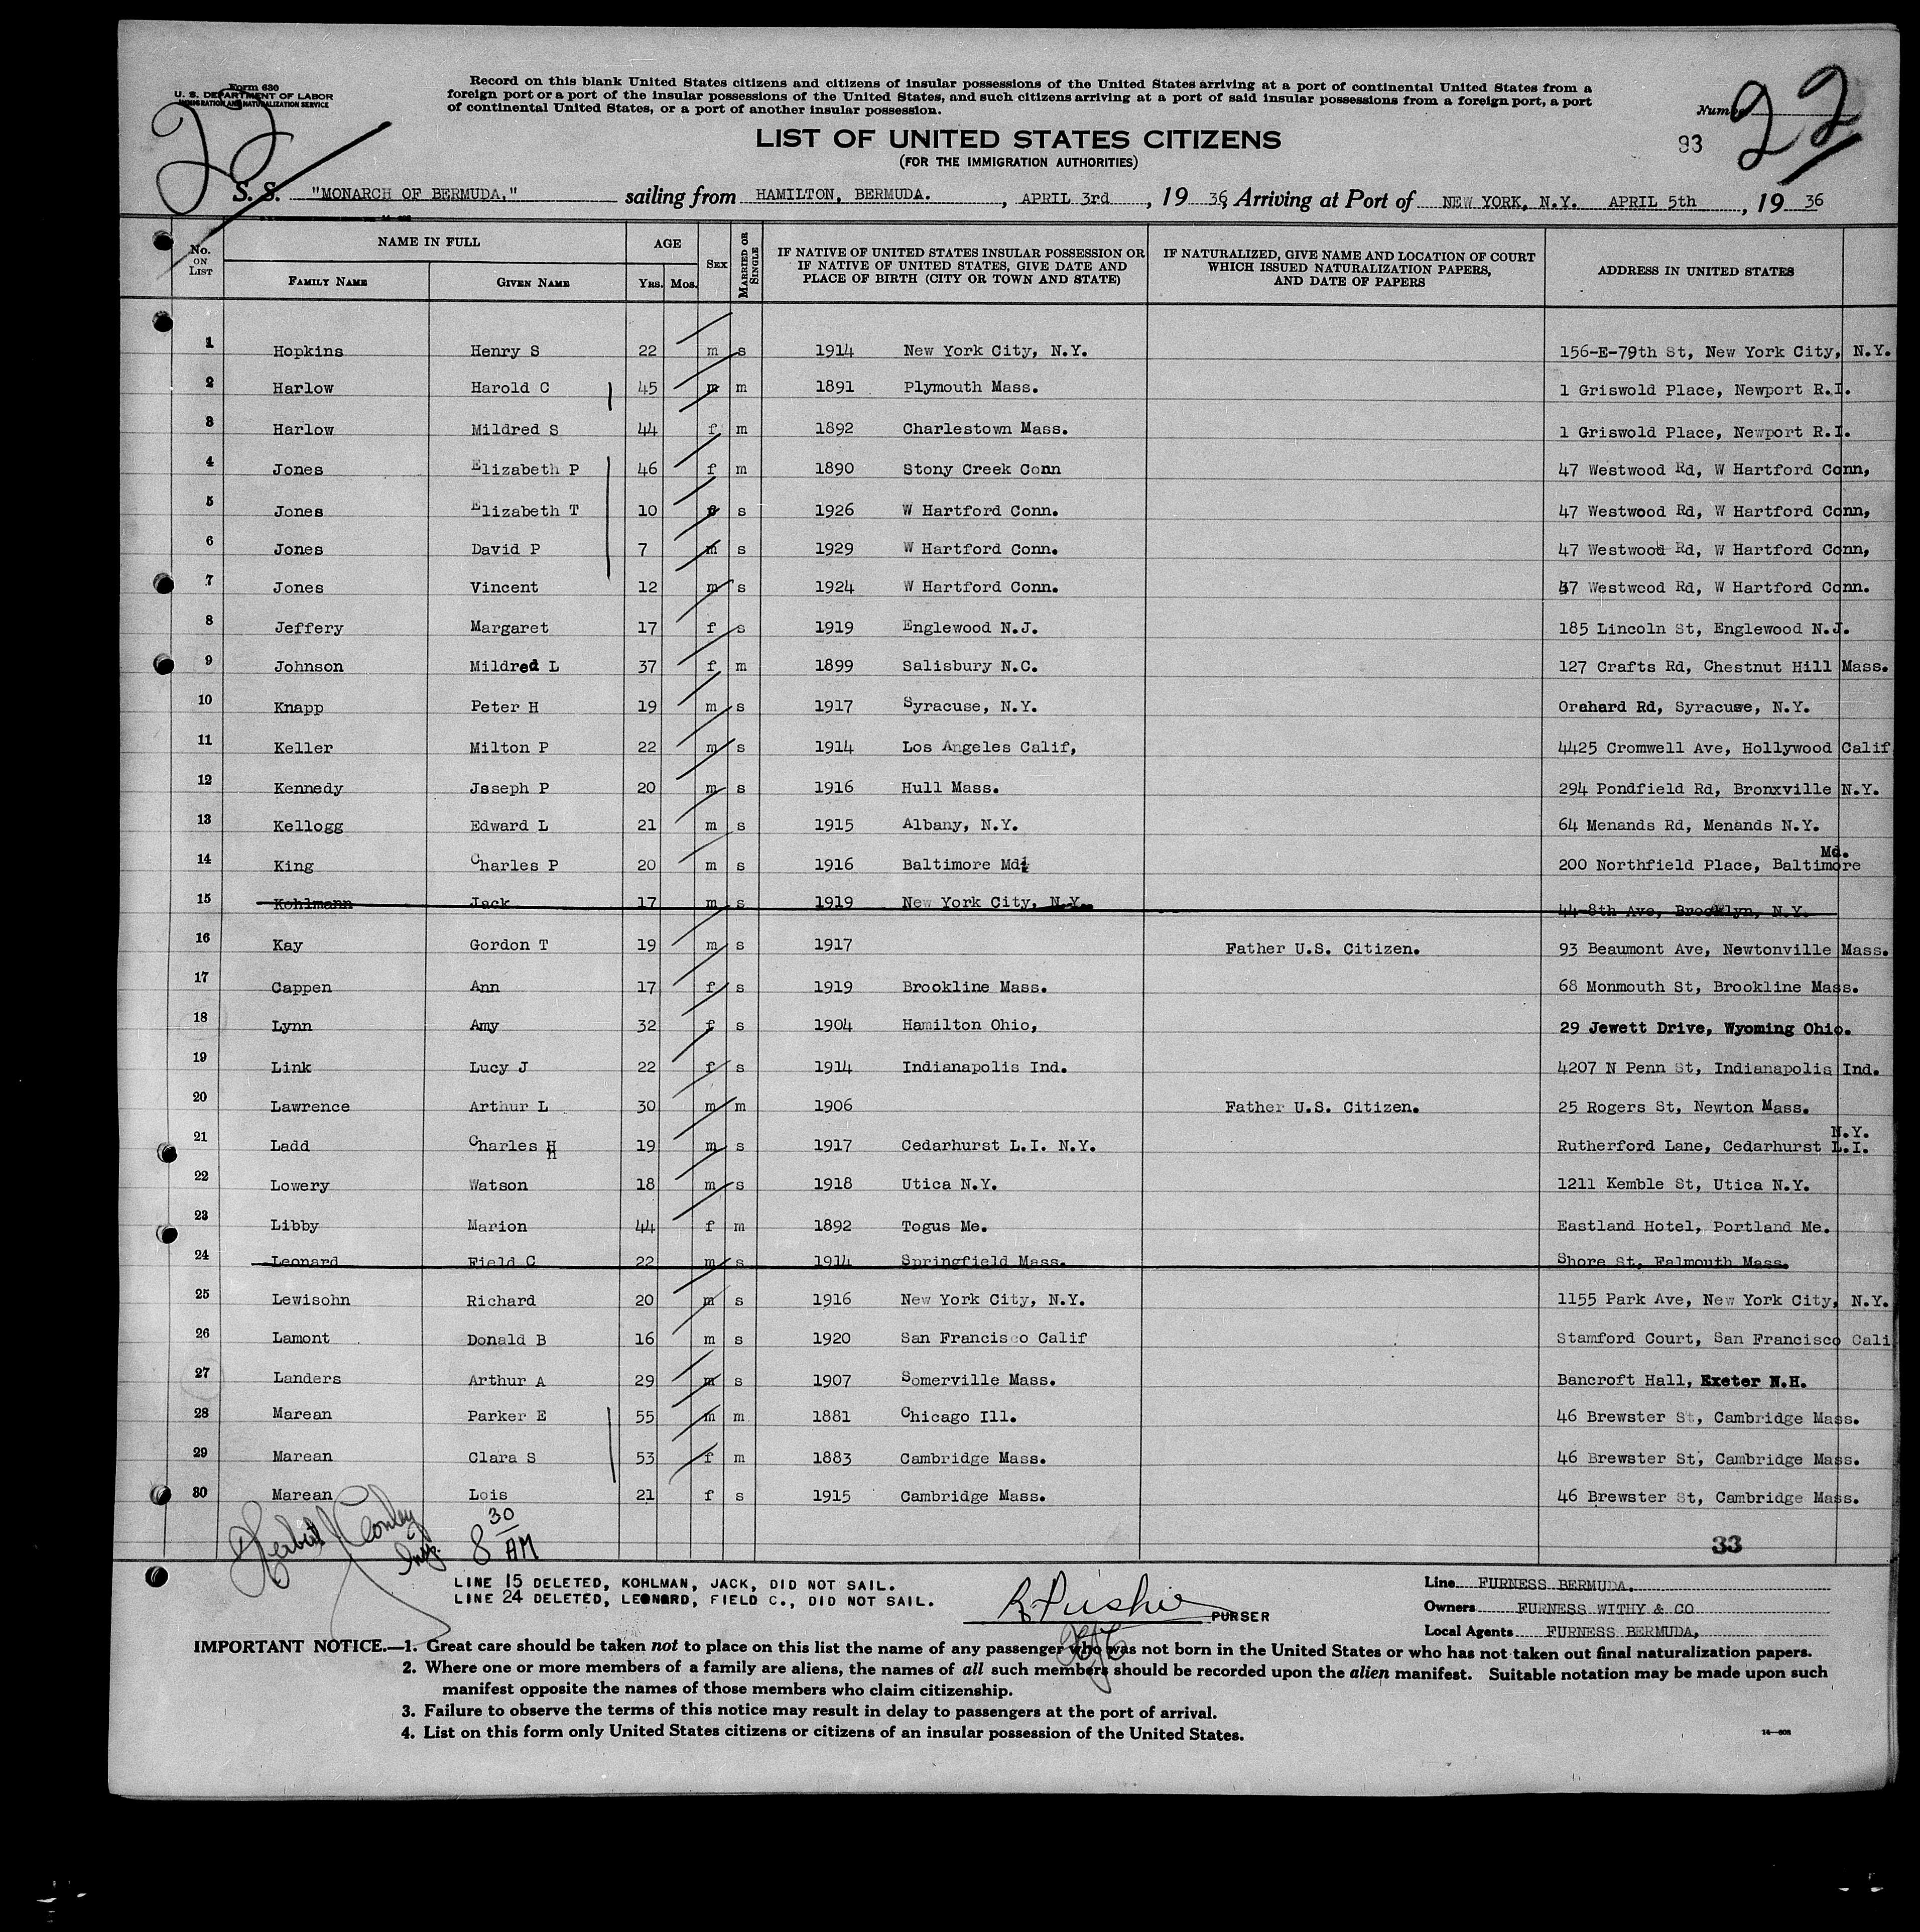 Form 630
U. S. DEPARTMENT OF LABOR
IMMIGRATION AND NATURALIZATION SERVICE
Record on this blank United States citizens and citizens of insular possessions of the United States arriving at a port of continental United States from a
foreign port or a port of the insular possessions of the United States, and such citizens arriving at a port of said insular possessions from a foreign port, a port
of continental United States, or a port of another insular possession.
Number 22
93
LIST OF UNITED STATES CITIZENS
(FOR THE IMMIGRATION AUTHORITIES)
S. S. "MONARCH OF BERMUDA," sailing from HAMILTON, BERMUDA. , APRIL 3rd , 19 36, Arriving at Port of NEW YORK, N.Y. APRIL 5th , 19 36
No. ON LIST NAME IN FULL AGE SEX MARRIED OR SINGLE IF NATIVE OF UNITED STATES INSULAR POSSESSION OR IF NATIVE OF UNITED STATES, GIVE DATE AND PLACE OF BIRTH (CITY OR TOWN AND STATE) IF NATURALIZED, GIVE NAME AND LOCATION OF COURT WHICH ISSUED NATURALIZATION PAPERS, AND DATE OF PAPERS ADDRESS IN UNITED STATES
FAMILY NAME GIVEN NAME YRS. MOS.
1 Hopkins Henry S 22 m s 1914 New York City, N.Y. 156-E-79th St, New York City, N.Y.
2 Harlow Harold C 45 m m 1891 Plymouth Mass. 1 Griswold Place, Newport R.I.
3 Harlow Mildred S 44 f m 1892 Charlestown Mass. 1 Griswold Place, Newport R.I.
4 Jones Elizabeth P 46 f m 1890 Stony Creek Conn 47 Westwood Rd, W Hartford Conn,
5 Jones Elizabeth T 10 f s 1926 W Hartford Conn. 47 Westwood Rd, W Hartford Conn,
6 Jones David P 7 m s 1929 W Hartford Conn. 47 Westwood Rd, W Hartford Conn,
7 Jones Vincent 12 m s 1924 W Hartford Conn. 47 Westwood Rd, W Hartford Conn.
8 Jeffery Margaret 17 f s 1919 Englewood N.J. 185 Lincoln St, Englewood N.J.
9 Johnson Mildred L 37 f m 1899 Salisbury N.C. 127 Crafts Rd, Chestnut Hill Mass.
10 Knapp Peter H 19 m s 1917 Syracuse, N.Y. Orahard Rd, Syracuse, N.Y.
11 Keller Milton P 22 m s 1914 Los Angeles Calif, 4425 Cromwell Ave, Hollywood Calif
12 Kennedy Jsseph P 20 m s 1916 Hull Mass. 294 Pondfield Rd, Bronxville N.Y.
13 Kellogg Edward L 21 m s 1915 Albany, N.Y. 64 Menands Rd, Menands N.Y.
14 King Charles P 20 m s 1916 Baltimore Md. 200 Northfield Place, Baltimore Md.
15 Kohlmann Jack 17 m s 1919 New York City, N.Y. 44-8th Ave, Brooklyn, N.Y.
16 Kay Gordon T 19 m s 1917 Father U.S. Citizen. 93 Beaumont Ave, Newtonville Mass.
17 Cappen Ann 17 f s 1919 Brookline Mass. 68 Monmouth St, Brookline Mass.
18 Lynn Amy 32 f s 1904 Hamilton Ohio, 29 Jewett Drive, Wyoming Ohio.
19 Link Lucy J 22 f s 1914 Indianapolis Ind. 4207 N Penn St, Indianapolis Ind.
20 Lawrence Arthur L 30 m m 1906 Father U.S. Citizen. 25 Rogers St, Newton Mass.
21 Ladd Charles H 19 m s 1917 Cedarhurst L.I. N.Y. Rutherford Lane, Cedarhurst L.I. N.Y.
22 Lowery Watson 18 m s 1918 Utica N.Y. 1211 Kemble St, Utica N.Y.
23 Libby Marion 44 f m 1892 Togus Me. Eastland Hotel, Portland Me.
24 Leonard Field C 22 m s 1914 Springfield Mass. Shore St, Falmouth Mass.
25 Lewisohn Richard 20 m s 1916 New York City, N.Y. 1155 Park Ave, New York City, N.Y.
26 Lamont Donald B 16 m s 1920 San Francisco Calif Stamford Court, San Francisco Cali
27 Landers Arthur A 29 m s 1907 Somerville Mass. Bancroft Hall, Exeter N.H.
28 Marean Parker E 55 m m 1881 Chicago Ill. 46 Brewster St, Cambridge Mass.
29 Marean Clara S 53 f m 1883 Cambridge Mass. 46 Brewster St, Cambridge Mass.
30 Marean Lois 21 f s 1915 Cambridge Mass. 46 Brewster St, Cambridge Mass.
Herbert Conley Insp. 8 30 AM
33
LINE 15 DELETED, KOHLMAN, JACK, DID NOT SAIL.
LINE 24 DELETED, LEONARD, FIELD C., DID NOT SAIL.
PURSER
Line FURNESS BERMUDA.
Owners FURNESS WITHY & CO
Local Agents FURNESS BERMUDA,
IMPORTANT NOTICE.—1. Great care should be taken not to place on this list the name of any passenger who was not born in the United States or who has not taken out final naturalization papers.
2. Where one or more members of a family are aliens, the names of all such members should be recorded upon the alien manifest. Suitable notation may be made upon such
manifest opposite the names of those members who claim citizenship.
3. Failure to observe the terms of this notice may result in delay to passengers at the port of arrival.
4. List on this form only United States citizens or citizens of an insular possession of the United States.